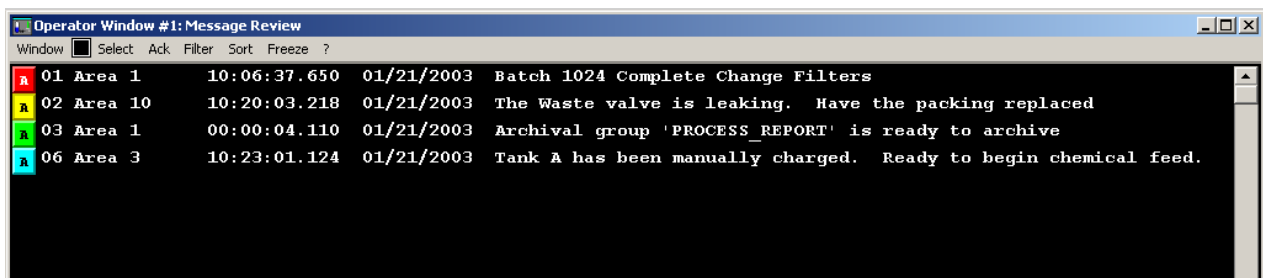 Operator Window #1: Message Review
Window Select Ack Filter Sort Freeze ?
A 01 Area 1 10:06:37.650 01/21/2003 Batch 1024 Complete Change Filters
A 02 Area 10 10:20:03.218 01/21/2003 The Waste valve is leaking. Have the packing replaced
A 03 Area 1 00:00:04.110 01/21/2003 Archival group 'PROCESS_REPORT' is ready to archive
A 06 Area 3 10:23:01.124 01/21/2003 Tank A has been manually charged. Ready to begin chemical feed.